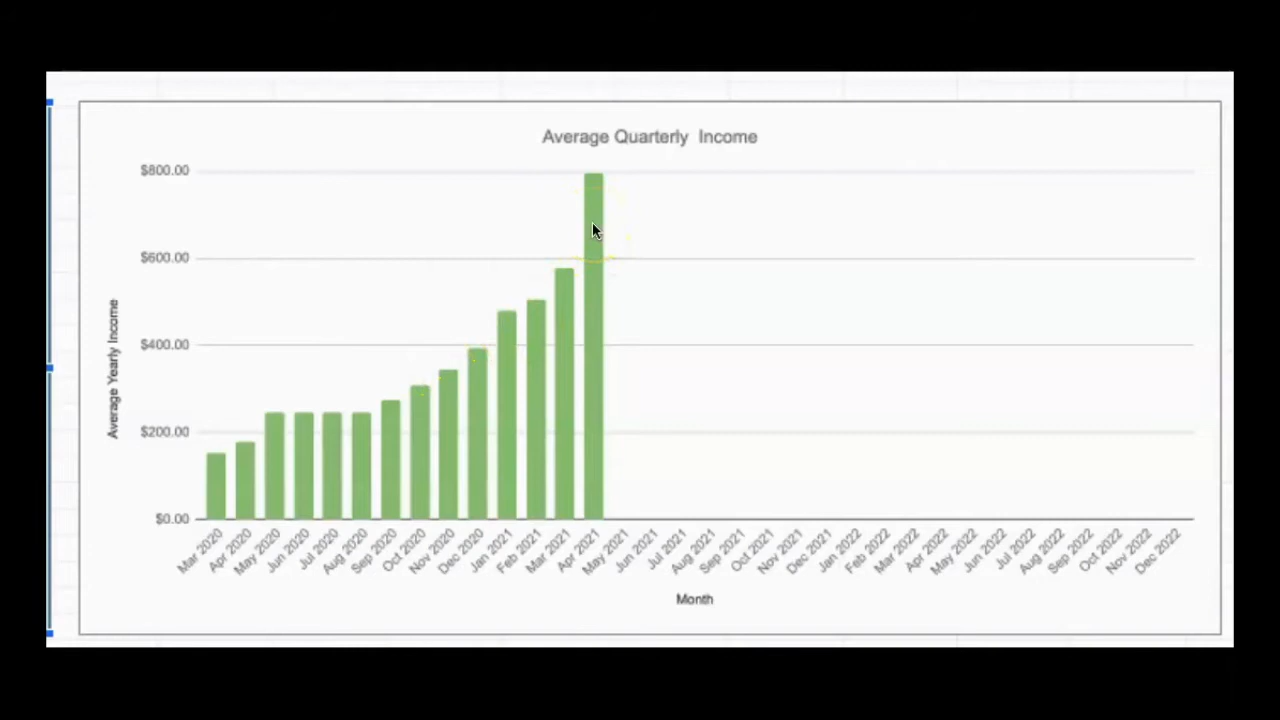 Average Quarterly Income
Average Yearly Income
$800.00
$600.00
$400.00
$200.00
$0.00
Mar 2020
Apr 2020
May 2020
Jun 2020
Jul 2020
Aug 2020
Sep 2020
Oct 2020
Nov 2020
Dec 2020
Jan 2021
Feb 2021
Mar 2021
Apr 2021
May 2021
Jun 2021
Jul 2021
Aug 2021
Sep 2021
Oct 2021
Nov 2021
Dec 2021
Jan 2022
Feb 2022
Mar 2022
Apr 2022
May 2022
Jun 2022
Jul 2022
Aug 2022
Sep 2022
Oct 2022
Nov 2022
Dec 2022
Month